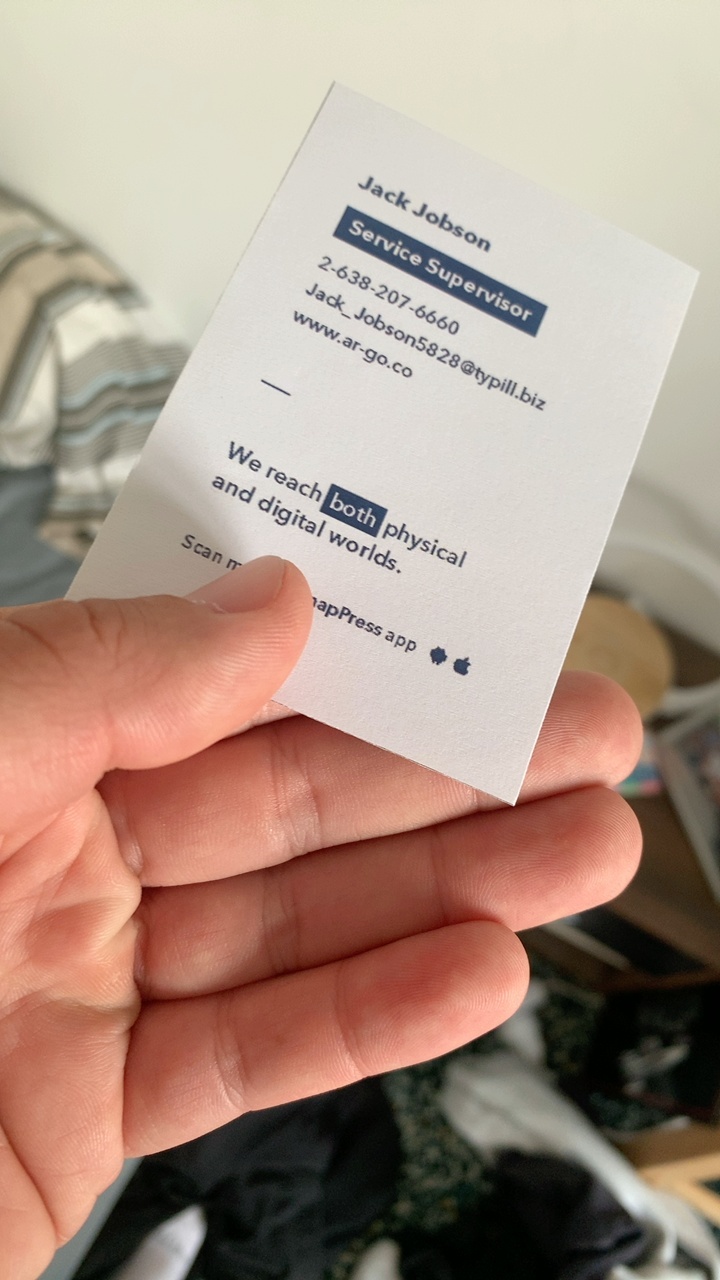 Jack Jobson
Service Supervisor
2-638-207-6660
Jack_Jobson5828@typill.biz
www.ar-go.co
We reach both physical
and digital worlds.
Scan app